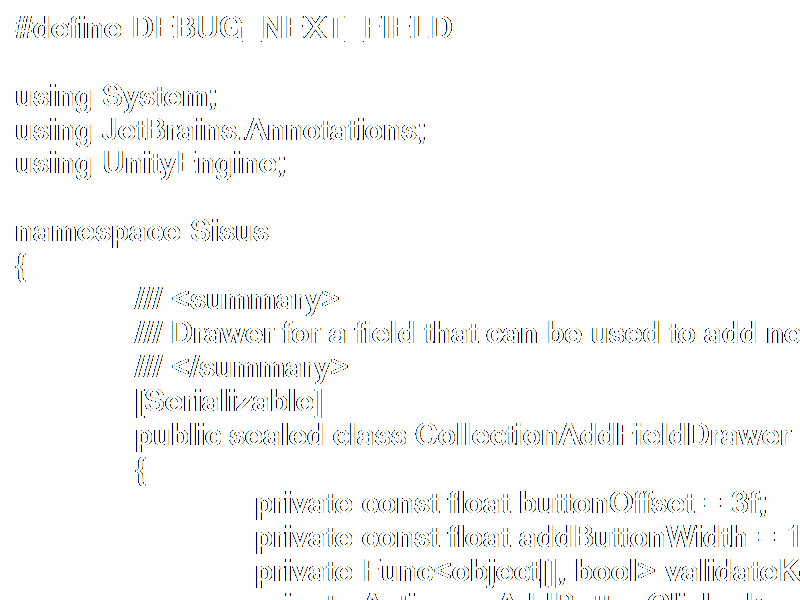 #define DEBUG_NEXT_FIELD
using System;
using JetBrains.Annotations;
using UnityEngine;
namespace Sisus
{
/// <summary>
/// Drawer for a field that can be used to add ne
/// </summary>
[Serializable]
public sealed class CollectionAddFieldDrawer
{
private const float buttonOffset = 3f;
private const float addButtonWidth = 1
private Func<object[], bool> validateK